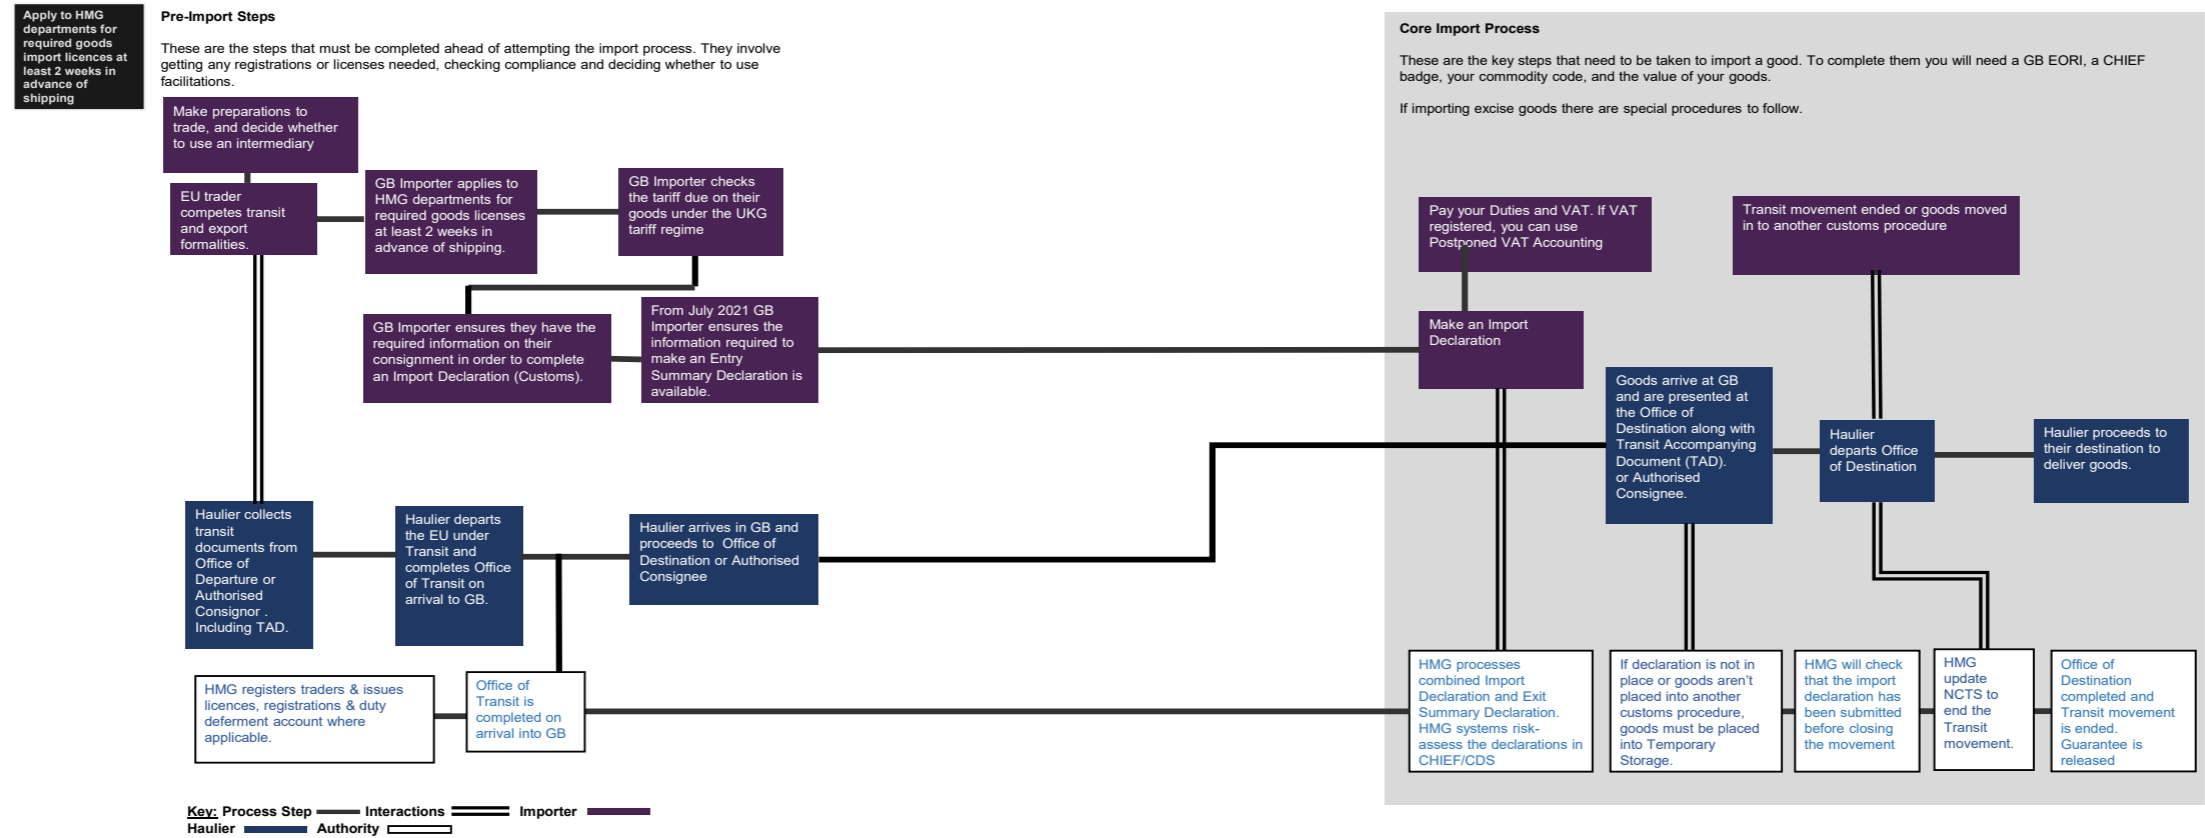 Apply to HMG
departments for
required goods
import licences at
least 2 weeks in
advance of
shipping
Pre-Import Steps
These are the steps that must be completed ahead of attempting the import process. They involve
getting any registrations or licenses needed, checking compliance and deciding whether to use
facilitations.
Make preparations to
trade, and decide whether
to use an intermediary
EU trader
competes transit
and export
formalities.
GB Importer applies to
HMG departments for
required goods licenses
at least 2 weeks in
advance of shipping.
GB Importer checks
the tariff due on their
goods under the UKG
tariff regime
GB Importer ensures they have the
required information on their
consignment in order to complete
an Import Declaration (Customs).
From July 2021 GB
Importer ensures the
information required to
make an Entry
Summary Declaration is
available.
Haulier collects
transit
documents from
Office of
Departure or
Authorised
Consignor .
Including TAD.
Haulier departs
the EU under
Transit and
completes Office
of Transit on
arrival to GB.
Haulier arrives in GB and
proceeds to Office of
Destination or Authorised
Consignee
HMG registers traders & issues
licences, registrations & duty
deferment account where
applicable.
Office of
Transit is
completed on
arrival into GB
Core Import Process
These are the key steps that need to be taken to import a good. To complete them you will need a GB EORI, a CHIEF
badge, your commodity code, and the value of your goods.
If importing excise goods there are special procedures to follow.
Pay your Duties and VAT. If VAT
registered, you can use
Postponed VAT Accounting
Transit movement ended or goods moved
in to another customs procedure
Make an Import
Declaration
Goods arrive at GB
and are presented at
the Office of
Destination along with
Transit Accompanying
Document (TAD).
or Authorised
Consignee.
Haulier
departs Office
of Destination
Haulier proceeds to
their destination to
deliver goods.
HMG processes
combined Import
Declaration and Exit
Summary Declaration.
HMG systems risk-
assess the declarations in
CHIEF/CDS
If declaration is not in
place or goods aren't
placed into another
customs procedure,
goods must be placed
into Temporary
Storage.
HMG will check
that the import
declaration has
been submitted
before closing
the movement
HMG
update
NCTS to
end the
Transit
movement.
Office of
Destination
completed and
Transit movement
is ended.
Guarantee is
released
Key: Process Step Interactions Importer
Haulier Authority